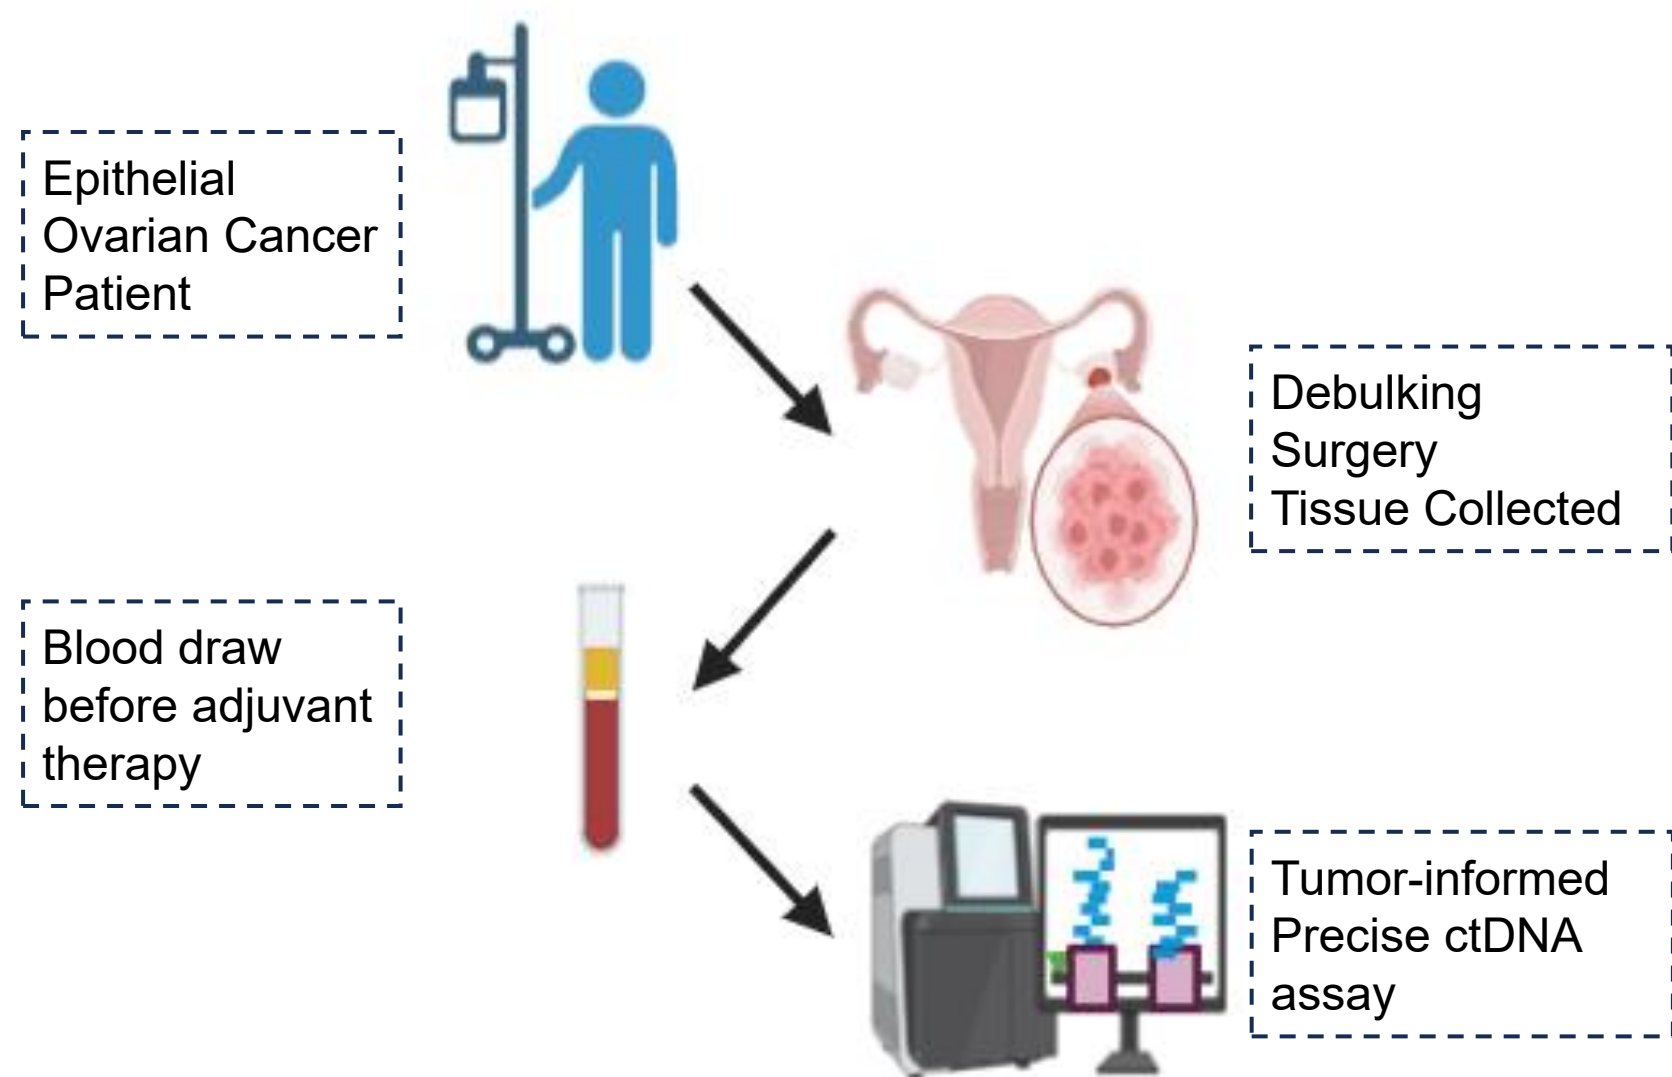 Epithelial
Ovarian Cancer
Patient
Debulking
Surgery
Tissue Collected
Blood draw
before adjuvant
therapy
Tumor-informed
Precise ctDNA
assay